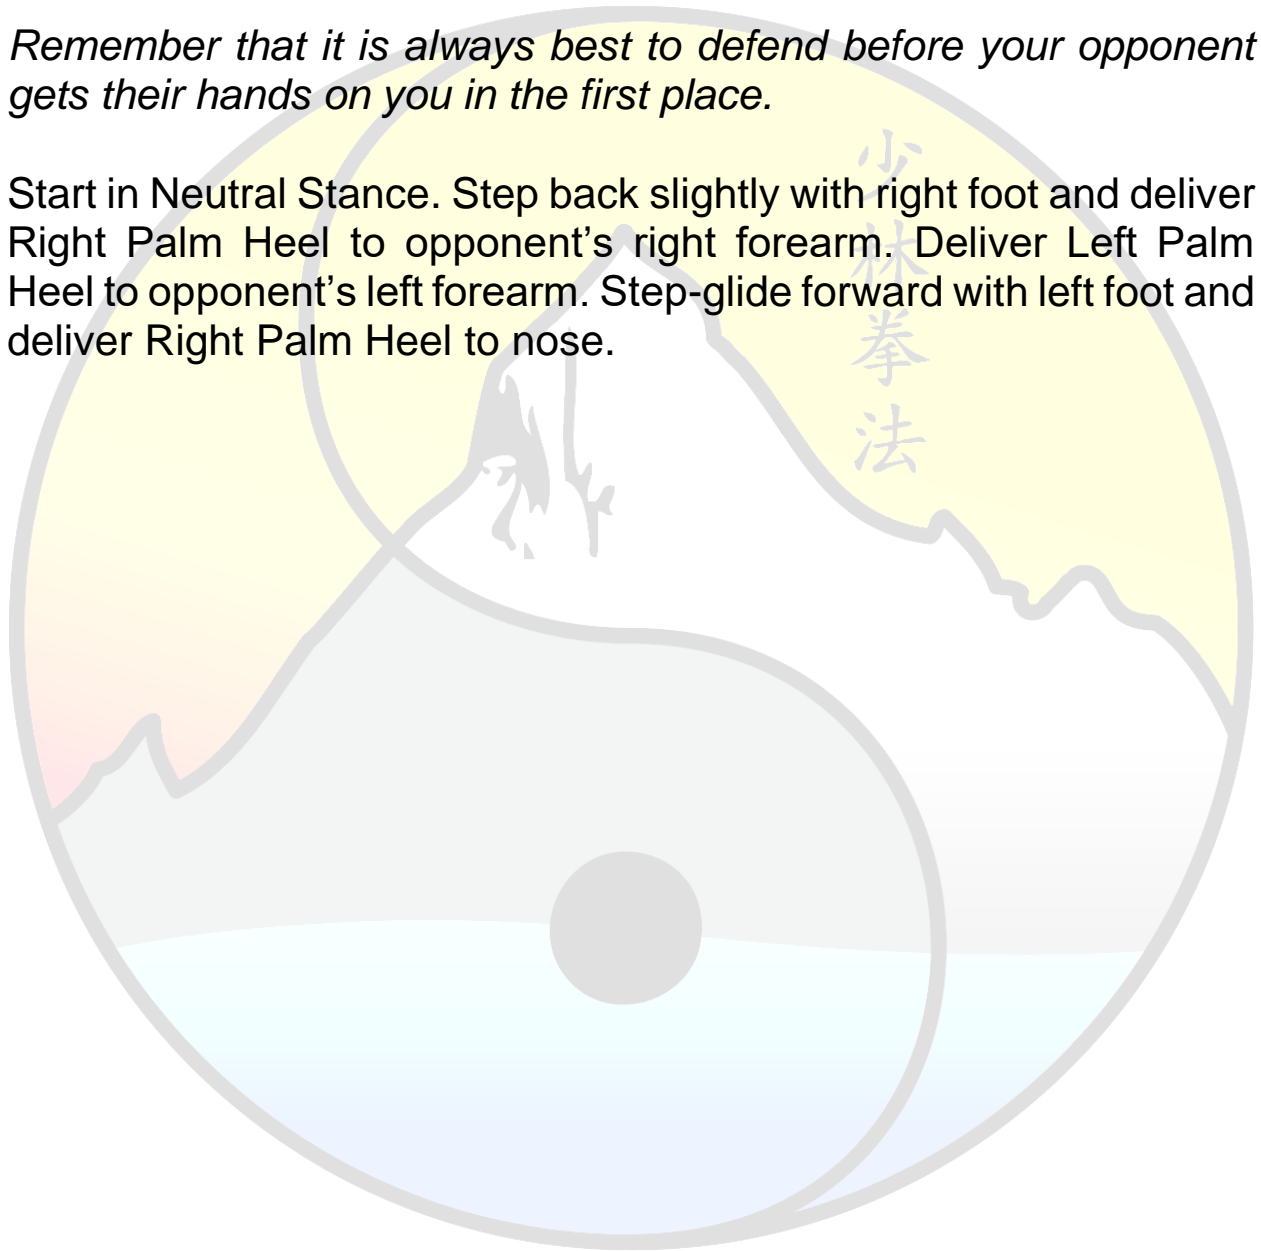 Remember that it is always best to defend before your opponent
gets their hands on you in the first place.
Start in Neutral Stance. Step back slightly with right foot and deliver
Right Palm Heel to opponent’s right forearm. Deliver Left Palm
Heel to opponent’s left forearm. Step-glide forward with left foot and
deliver Right Palm Heel to nose.
少林拳法